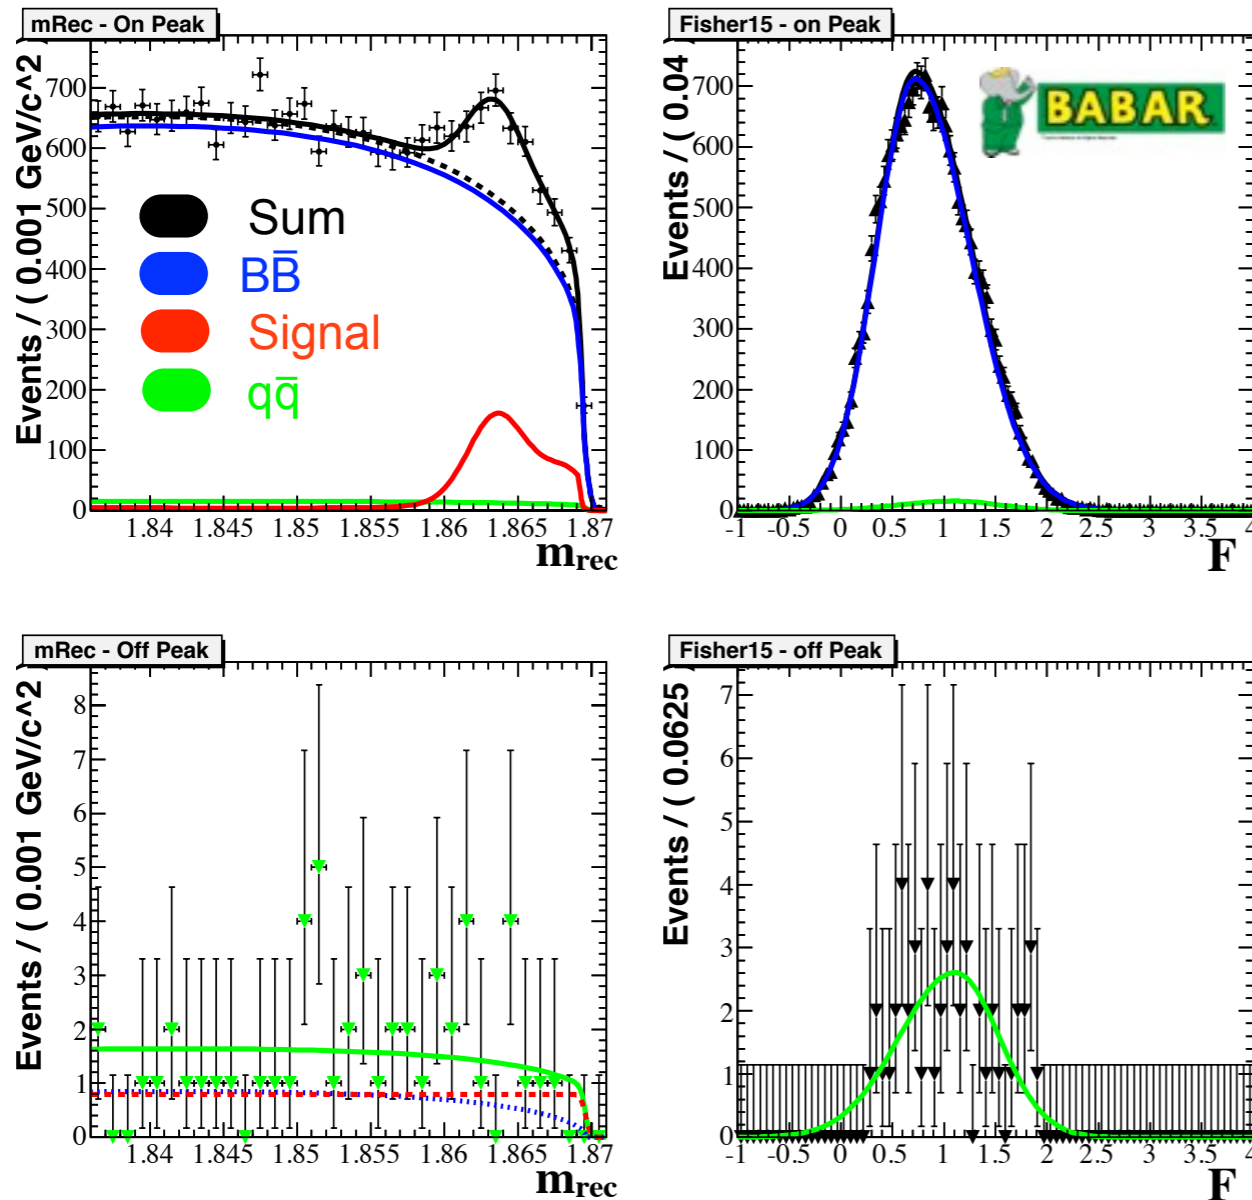 mRec - On Peak
Events / ( 0.001 GeV/c^2 )
700
600
500
400
300
200
100
0
Sum
BB̅
Signal
qq̅
1.84 1.845 1.85 1.855 1.86 1.865 1.87
mrec
Fisher15 - on Peak
Events / ( 0.04
700
600
500
400
300
200
100
0
BABAR
-1 -0.5 0 0.5 1 1.5 2 2.5 3 3.5 4
F
mRec - Off Peak
Events / ( 0.001 GeV/c^2 )
8
7
6
5
4
3
2
1
0
1.84 1.845 1.85 1.855 1.86 1.865 1.87
mrec
Fisher15 - off Peak
Events / ( 0.0625
7
6
5
4
3
2
1
0
-1 -0.5 0 0.5 1 1.5 2 2.5 3 3.5 4
F